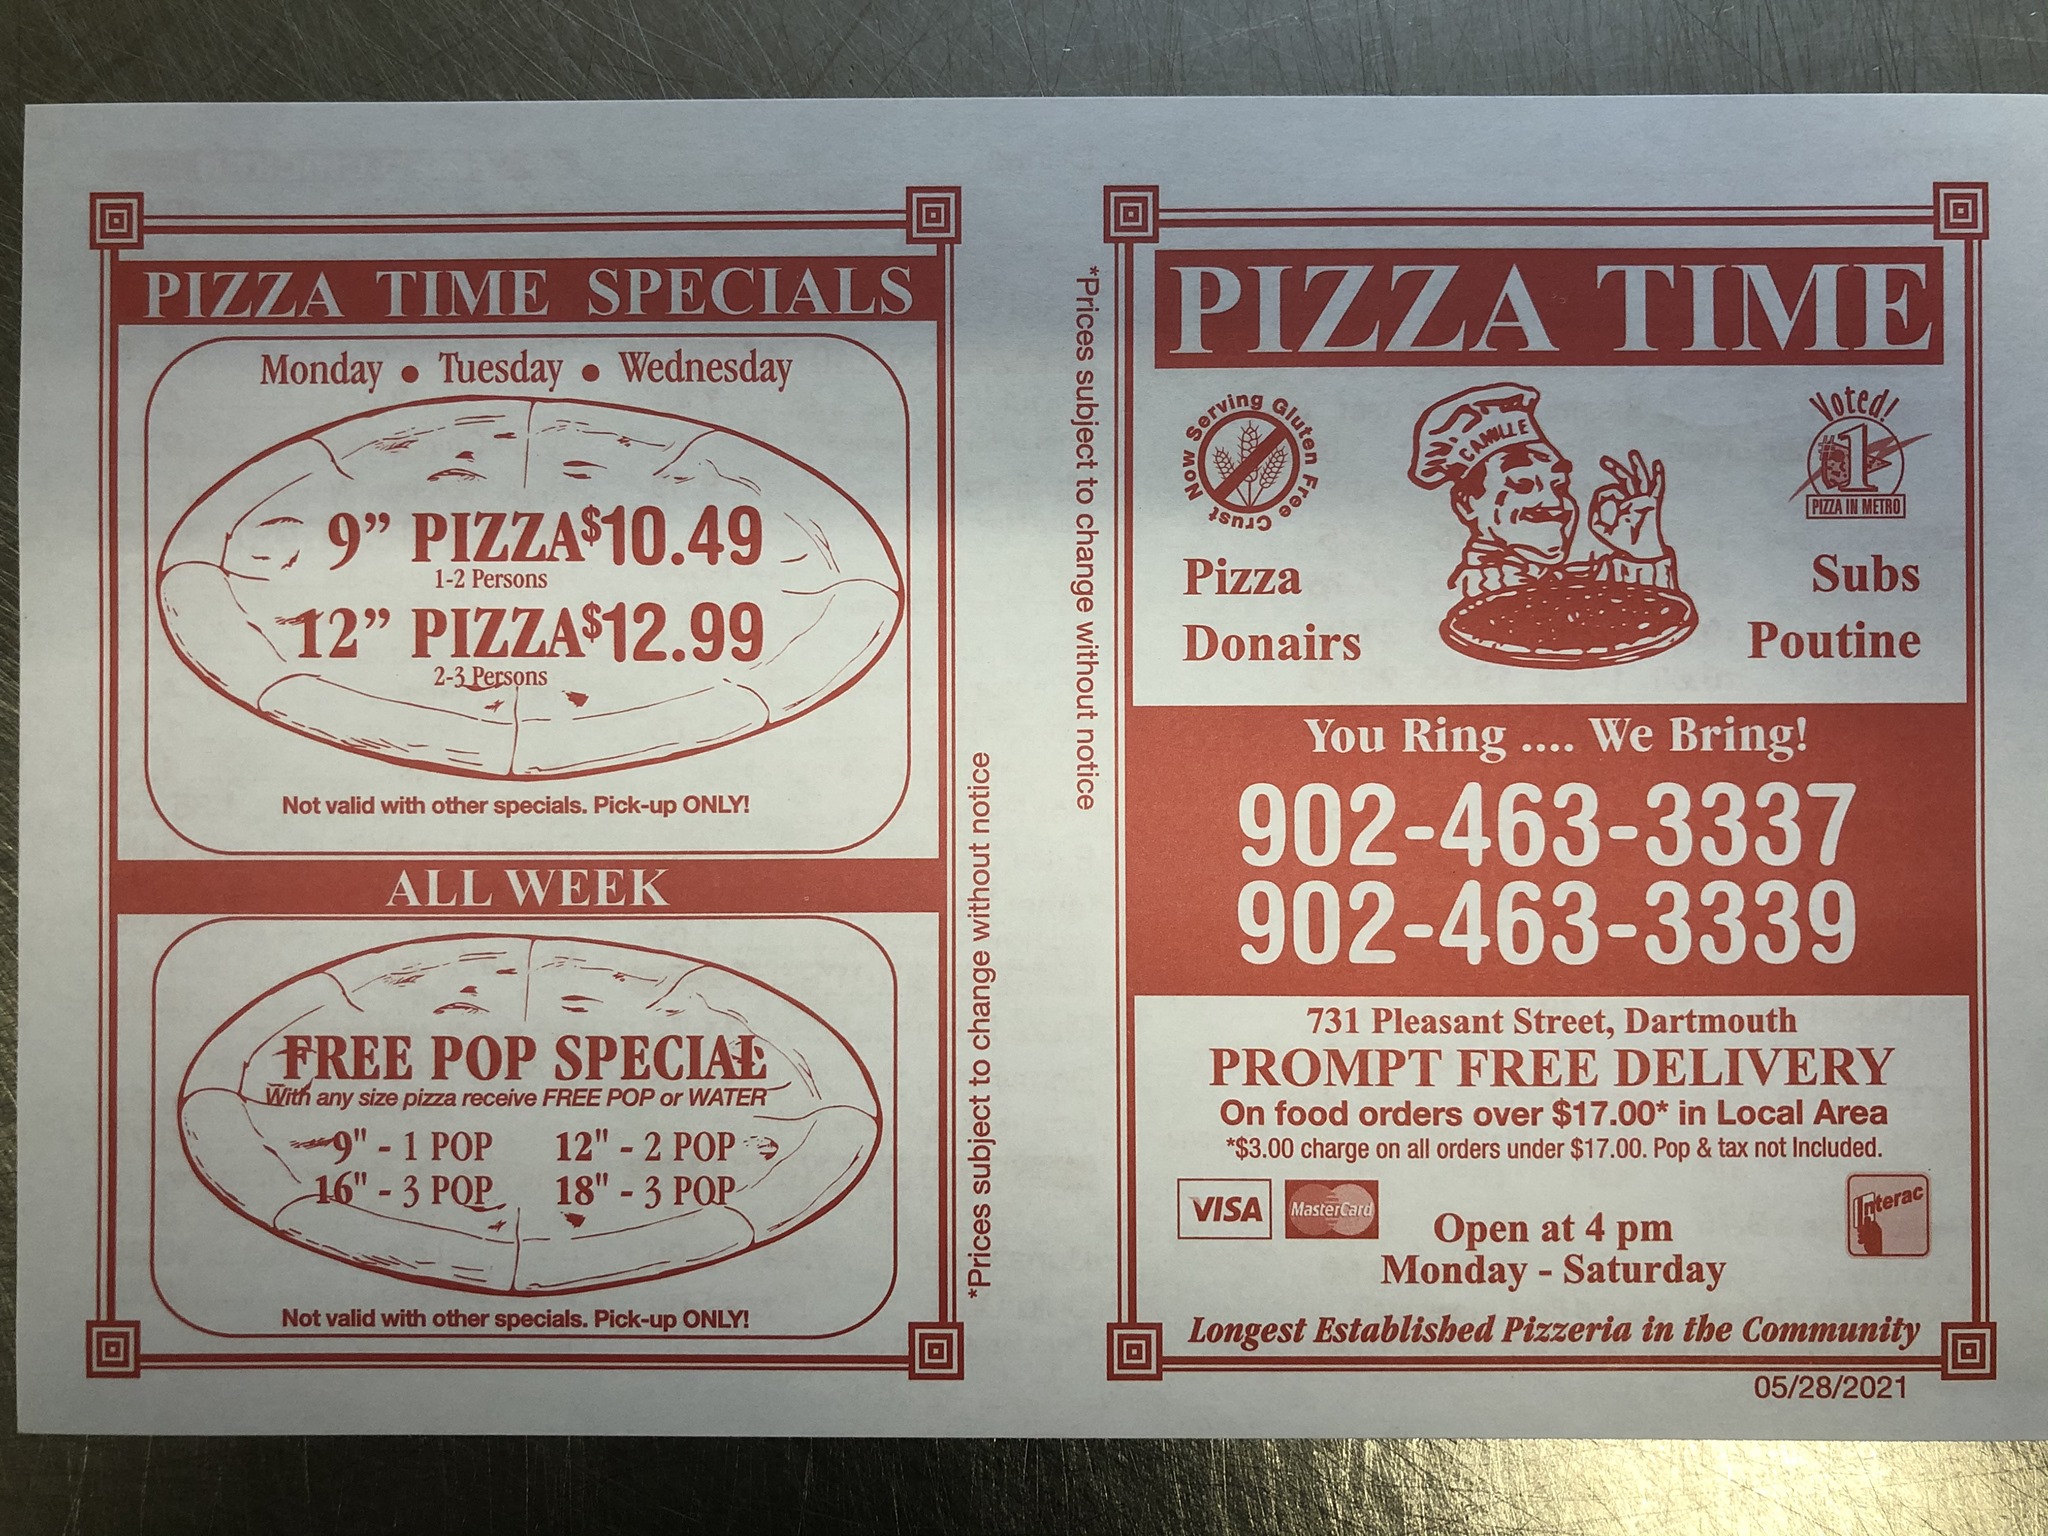 PIZZA TIME SPECIALS
Monday • Tuesday • Wednesday
9” PIZZA $10.49
1-2 Persons
12” PIZZA $12.99
2-3 Persons
Not valid with other specials. Pick-up ONLY!
ALL WEEK
FREE POP SPECIAL
With any size pizza receive FREE POP or WATER
9" - 1 POP 12" - 2 POP
16" - 3 POP 18" - 3 POP
Not valid with other specials. Pick-up ONLY!
*Prices subject to change without notice
*Prices subject to change without notice
PIZZA TIME
Now Serving Gluten Free Crust
CAMILLE
Voted!
#1
PIZZA IN METRO
Pizza
Subs
Donairs
Poutine
You Ring .... We Bring!
902-463-3337
902-463-3339
731 Pleasant Street, Dartmouth
PROMPT FREE DELIVERY
On food orders over $17.00* in Local Area
*$3.00 charge on all orders under $17.00. Pop & tax not Included.
VISA
MasterCard
Interac
Open at 4 pm
Monday - Saturday
Longest Established Pizzeria in the Community
05/28/2021